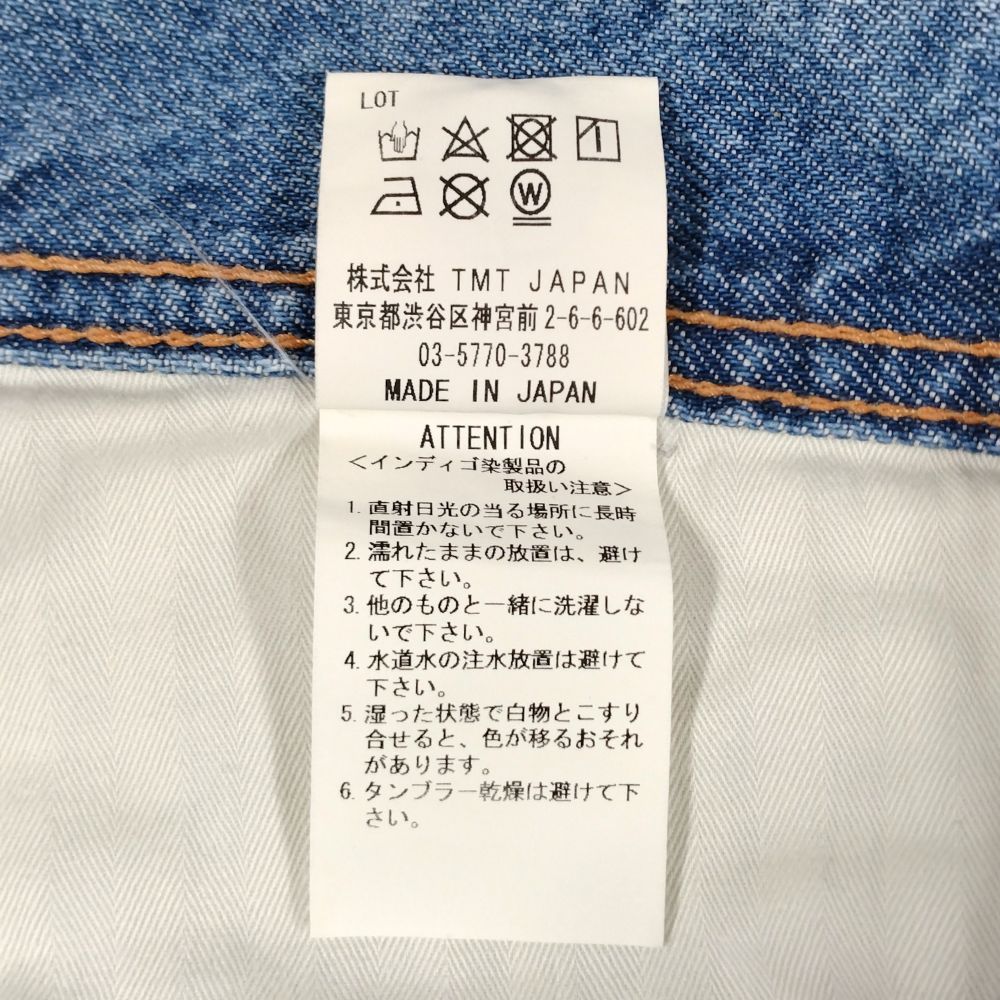 LOT
W
株式会社 TMT JAPAN
東京都渋谷区神宮前2-6-6-602
03-5770-3788
MADE IN JAPAN
ATTENTION
<インディゴ染製品の
取扱い注意>
1. 直射日光の当る場所に長時
間置かないで下さい。
2. 濡れたままの放置は、避け
て下さい。
3. 他のものと一緒に洗濯しな
いで下さい。
4. 水道水の注水放置は避けて
下さい。
5. 湿った状態で白物とこすり
合せると、色が移るおそれ
があります。
6. タンブラー乾燥は避けて下
さい。